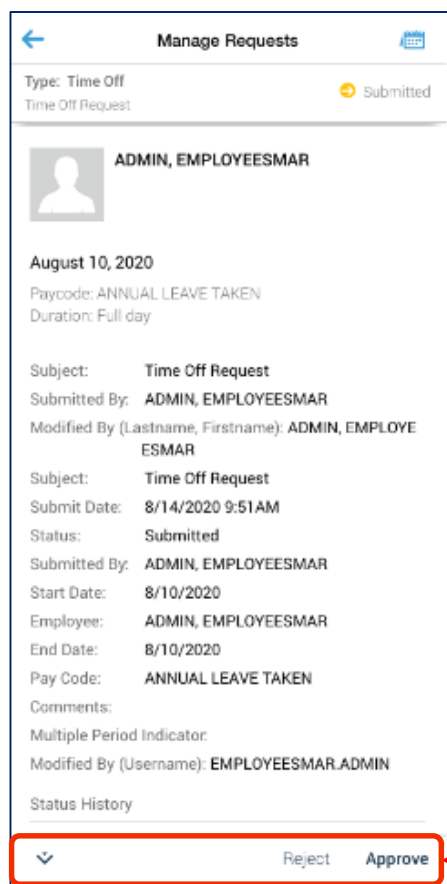 Manage Requests
Type: Time Off
Time Off Request
Submitted
ADMIN, EMPLOYEESMAR
August 10, 2020
Paycode: ANNUAL LEAVE TAKEN
Duration: Full day
Subject: Time Off Request
Submitted By: ADMIN, EMPLOYEESMAR
Modified By (Lastname, Firstname): ADMIN, EMPLOYE
ESMAR
Subject: Time Off Request
Submit Date: 8/14/2020 9:51AM
Status: Submitted
Submitted By: ADMIN, EMPLOYEESMAR
Start Date: 8/10/2020
Employee: ADMIN, EMPLOYEESMAR
End Date: 8/10/2020
Pay Code: ANNUAL LEAVE TAKEN
Comments:
Multiple Period Indicator:
Modified By (Username): EMPLOYEESMAR.ADMIN
Status History
Reject Approve